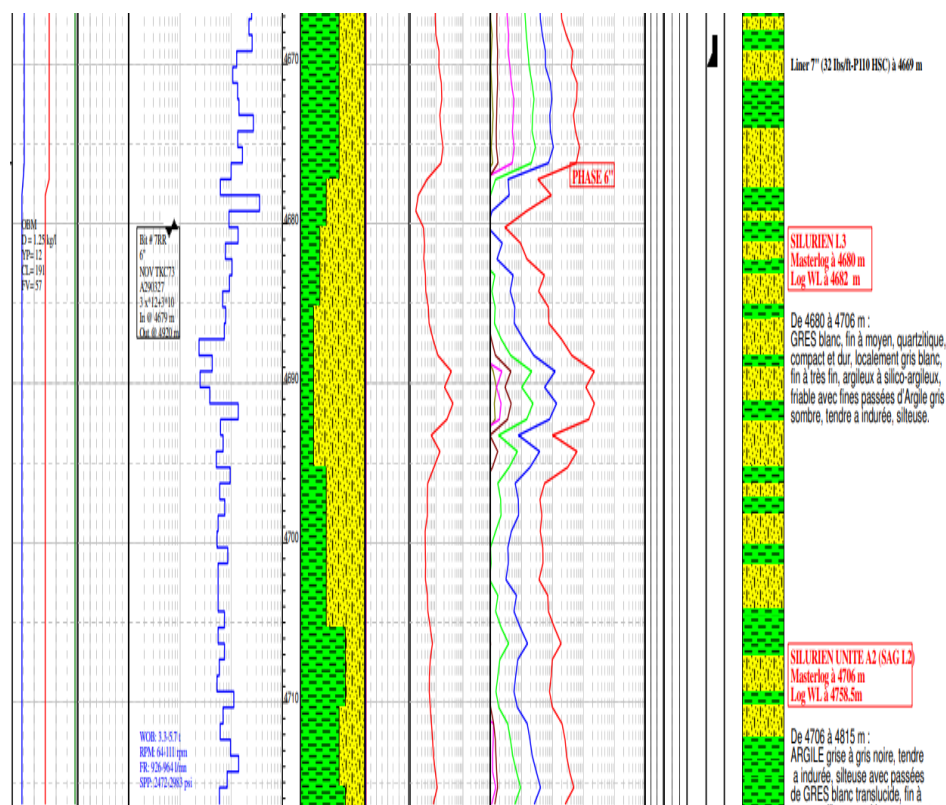 4670
Liner 7" (32 lbs/ft-P110 HSC) à 4669 m
PHASE 6"
4680
OBM
D = 1.25 kg/l
YP= 12
CL= 191
FV= 57
Bit # 7RR
6"
NOV TKC73
A290327
3 x*12+3*10
In @ 4679 m
Out @ 4920 m
SILURIEN L3
Masterlog à 4680 m
Log WL à 4682 m
De 4680 à 4706 m :
GRES blanc, fin à moyen, quartzitique,
compact et dur, localement gris blanc,
fin à très fin, argileux à silico-argileux,
friable avec fines passées d'Argile gris
sombre, tendre a indurée, silteuse.
4690
4700
SILURIEN UNITE A2 (SAG L2)
Masterlog à 4706 m
Log WL à 4758.5m
4710
De 4706 à 4815 m :
ARGILE grise à gris noire, tendre
a indurée, silteuse avec passées
de GRES blanc translucide, fin à
WOB: 3.3-5.7 t
RPM: 64-111 rpm
FR: 926-964 l/mn
SPP: 2472-2983 psi